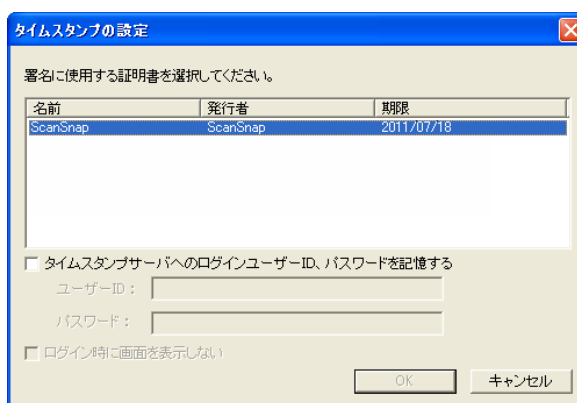 タイムスタンプの設定
署名に使用する証明書を選択してください。
名前 発行者 期限
ScanSnap ScanSnap 2011/07/18
タイムスタンプサーバへのログインユーザーID、パスワードを記憶する
ユーザーID：
パスワード：
ログイン時に画面を表示しない
OK キャンセル